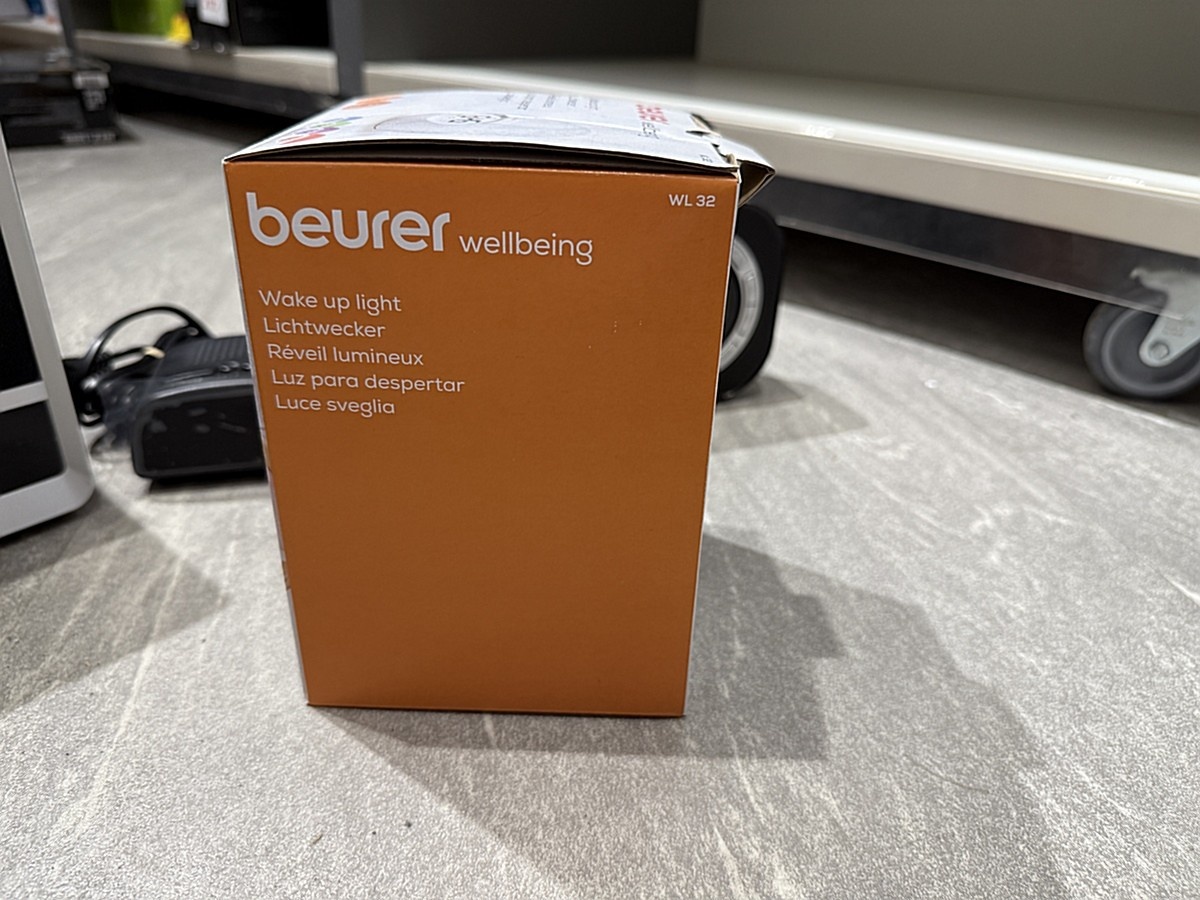 beurer wellbeing
WL 32
Wake up light
Lichtwecker
Réveil lumineux
Luz para despertar
Luce sveglia